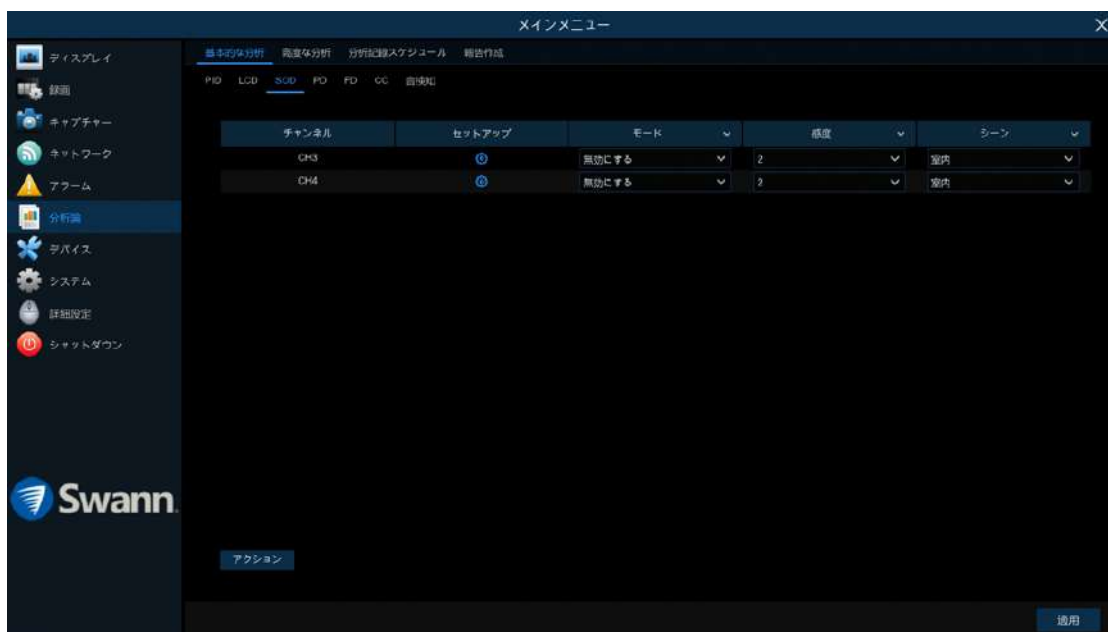 メインメニュー X
ディスプレイ
録画
キャプチャー
ネットワーク
アラーム
分析論
デバイス
システム
詳細設定
シャットダウン
Swann
基本的な分析 高度な分析 分析記録スケジュール 報告作成
PID LCD SOD PD FD CC 音検知
チャンネル セットアップ モード 感度 シーン
CH3 無効にする 2 室内
CH4 無効にする 2 室内
アクション
適用